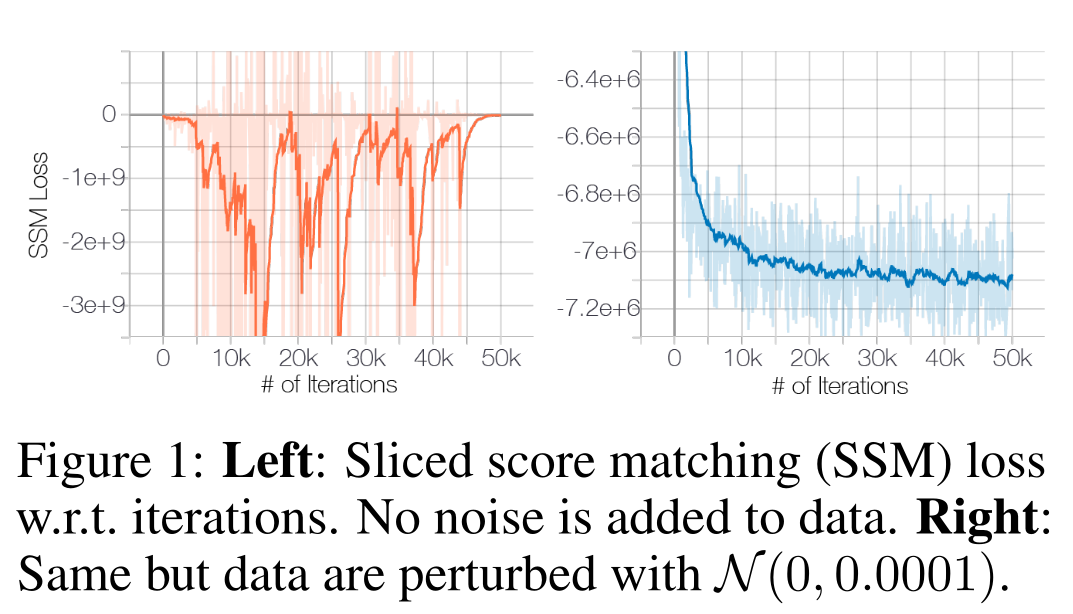 SSM Loss
0
-1e+9
-2e+9
-3e+9
0 10k 20k 30k 40k 50k
# of Iterations
-6.4e+6
-6.6e+6
-6.8e+6
-7e+6
-7.2e+6
0 10k 20k 30k 40k 50k
# of Iterations
Figure 1: Left: Sliced score matching (SSM) loss
w.r.t. iterations. No noise is added to data. Right:
Same but data are perturbed with 𝒩(0, 0.0001).